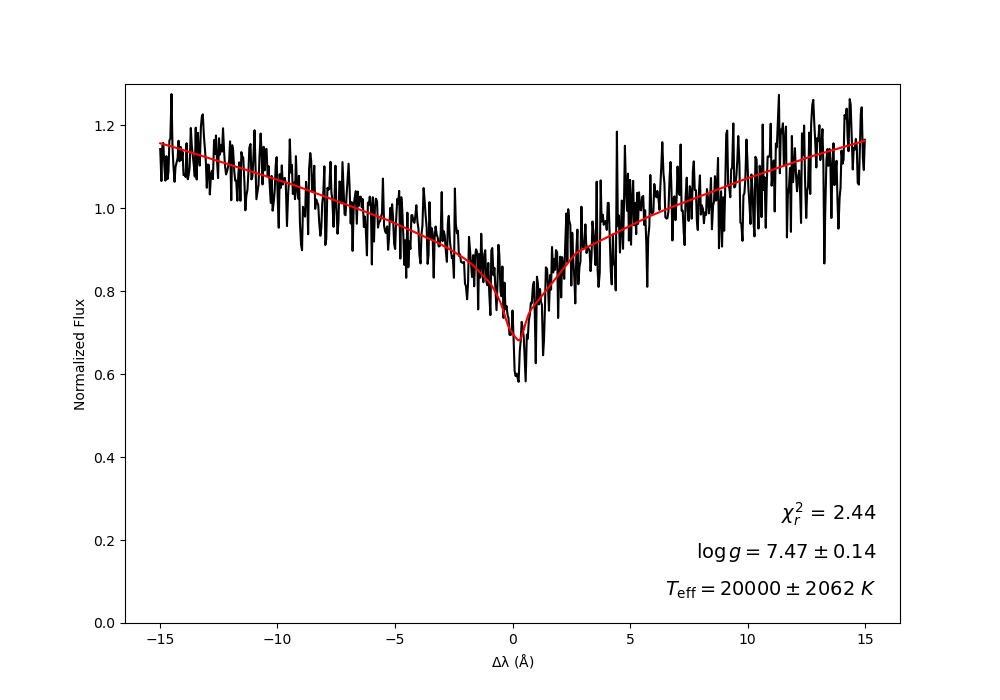 1.2
1.0
0.8
0.6
0.4
0.2
0.0
Normalized Flux
χ²ᵣ = 2.44
log g = 7.47 ± 0.14
T_eff = 20000 ± 2062 K
−15 −10 −5 0 5 10 15
Δλ (Å)